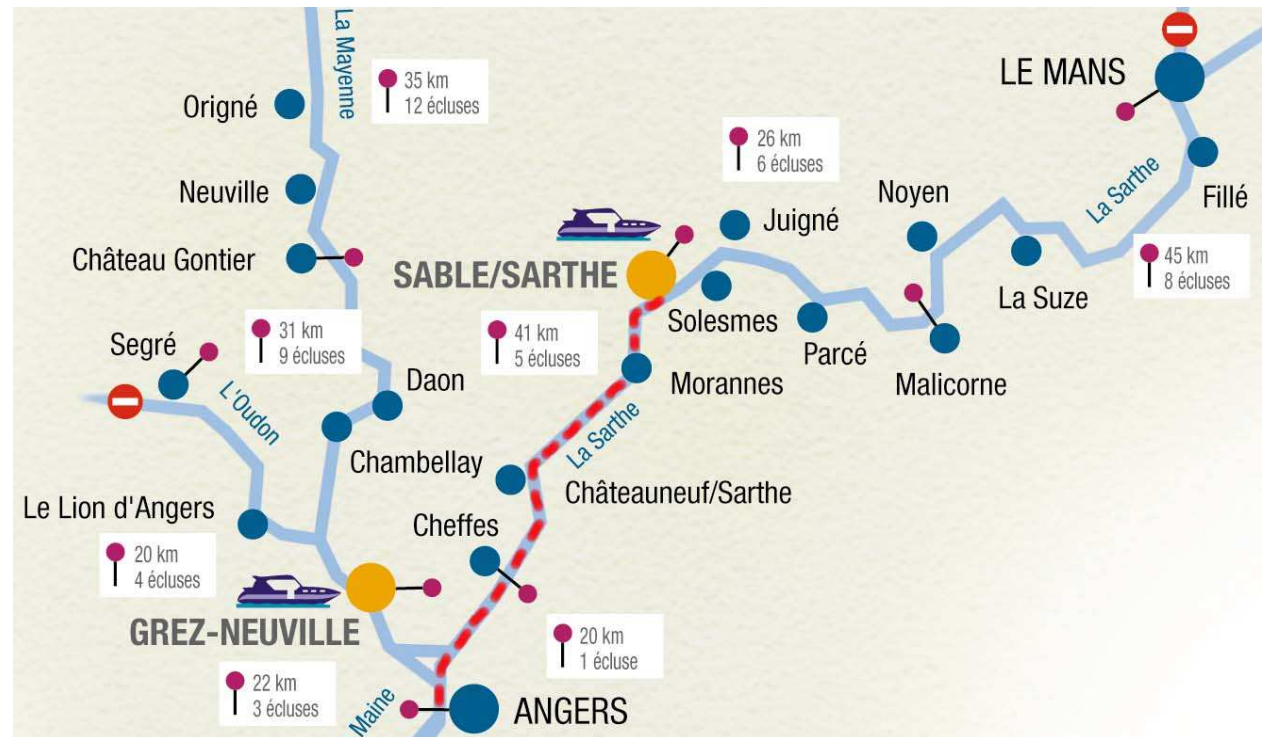 La Mayenne
35 km
12 écluses
LE MANS
Origné
26 km
6 écluses
Neuville
Noyen
La Sarthe
Fillé
Juigné
Château Gontier
SABLE/SARTHE
45 km
8 écluses
La Suze
Solesmes
31 km
9 écluses
41 km
5 écluses
Segré
Parcé
Malicorne
Daon
Morannes
L'Oudon
La Sarthe
Chambellay
Châteauneuf/Sarthe
Le Lion d'Angers
Cheffes
20 km
4 écluses
GREZ-NEUVILLE
20 km
1 écluse
22 km
3 écluses
Maine
ANGERS